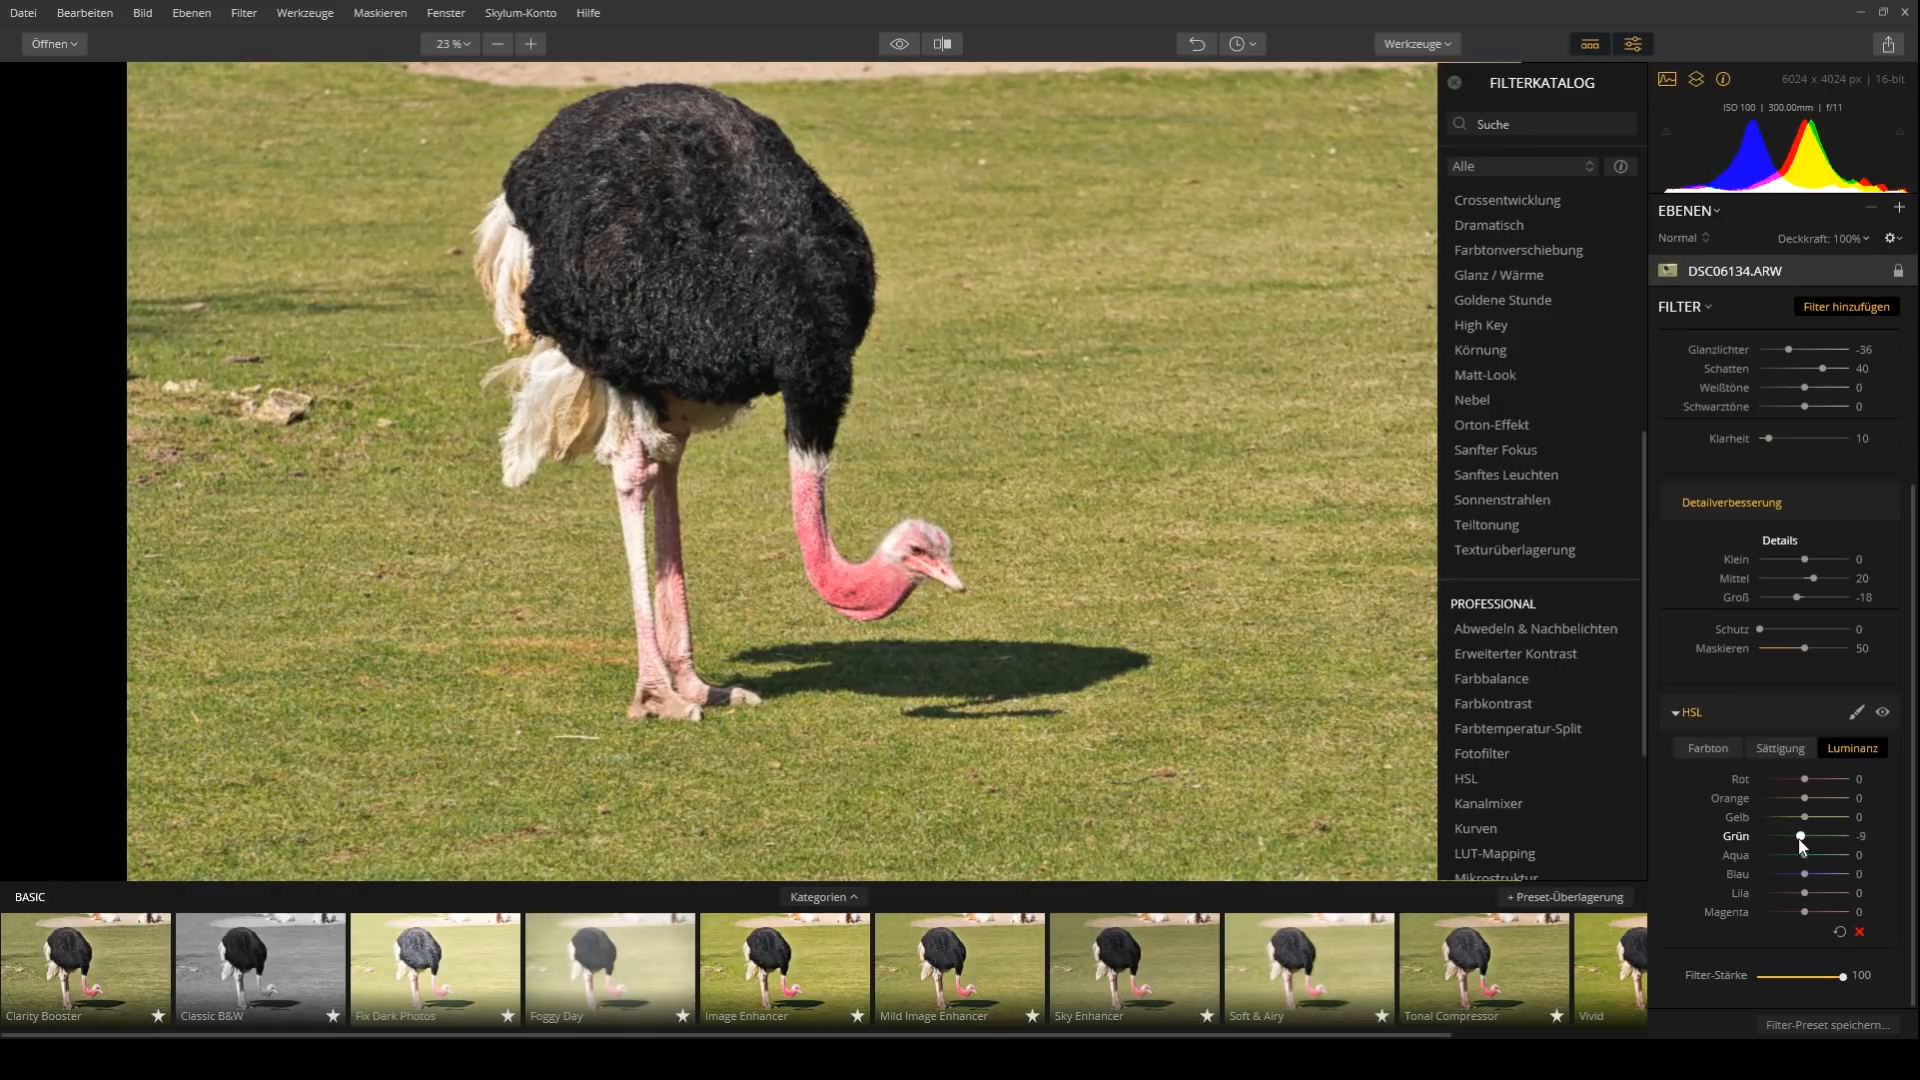 Datei Bearbeiten Bild Ebenen Filter Werkzeuge Maskieren Fenster Skylum-Konto Hilfe
Öffnen 23 % Werkzeuge
FILTERKATALOG
Suche
Alle
Crossentwicklung
Dramatisch
Farbtonverschiebung
Glanz / Wärme
Goldene Stunde
High Key
Körnung
Matt-Look
Nebel
Orton-Effekt
Sanfter Fokus
Sanftes Leuchten
Sonnenstrahlen
Teiltonung
Texturüberlagerung
PROFESSIONAL
Abwedeln & Nachbelichten
Erweiterter Kontrast
Farbbalance
Farbkontrast
Farbtemperatur-Split
Fotofilter
HSL
Kanalmixer
Kurven
LUT-Mapping
Mikrostruktur
6024 x 4024 px | 16-bit
ISO 100 | 300.00mm | f/11
EBENEN
Normal Deckkraft: 100%
DSC06134.ARW
FILTER Filter hinzufügen
Glanzlichter -36
Schatten 40
Weißtöne 0
Schwarztöne 0
Klarheit 10
Detailverbesserung
Details
Klein 0
Mittel 20
Groß -18
Schutz 0
Maskieren 50
HSL
Farbton Sättigung Luminanz
Rot 0
Orange 0
Gelb 0
Grün -9
Aqua 0
Blau 0
Lila 0
Magenta 0
Filter-Stärke 100
Filter-Preset speichern...
BASIC Kategorien + Preset-Überlagerung
Clarity Booster Classic B&W Fix Dark Photos Foggy Day Image Enhancer Mild Image Enhancer Sky Enhancer Soft & Airy Tonal Compressor Vivid